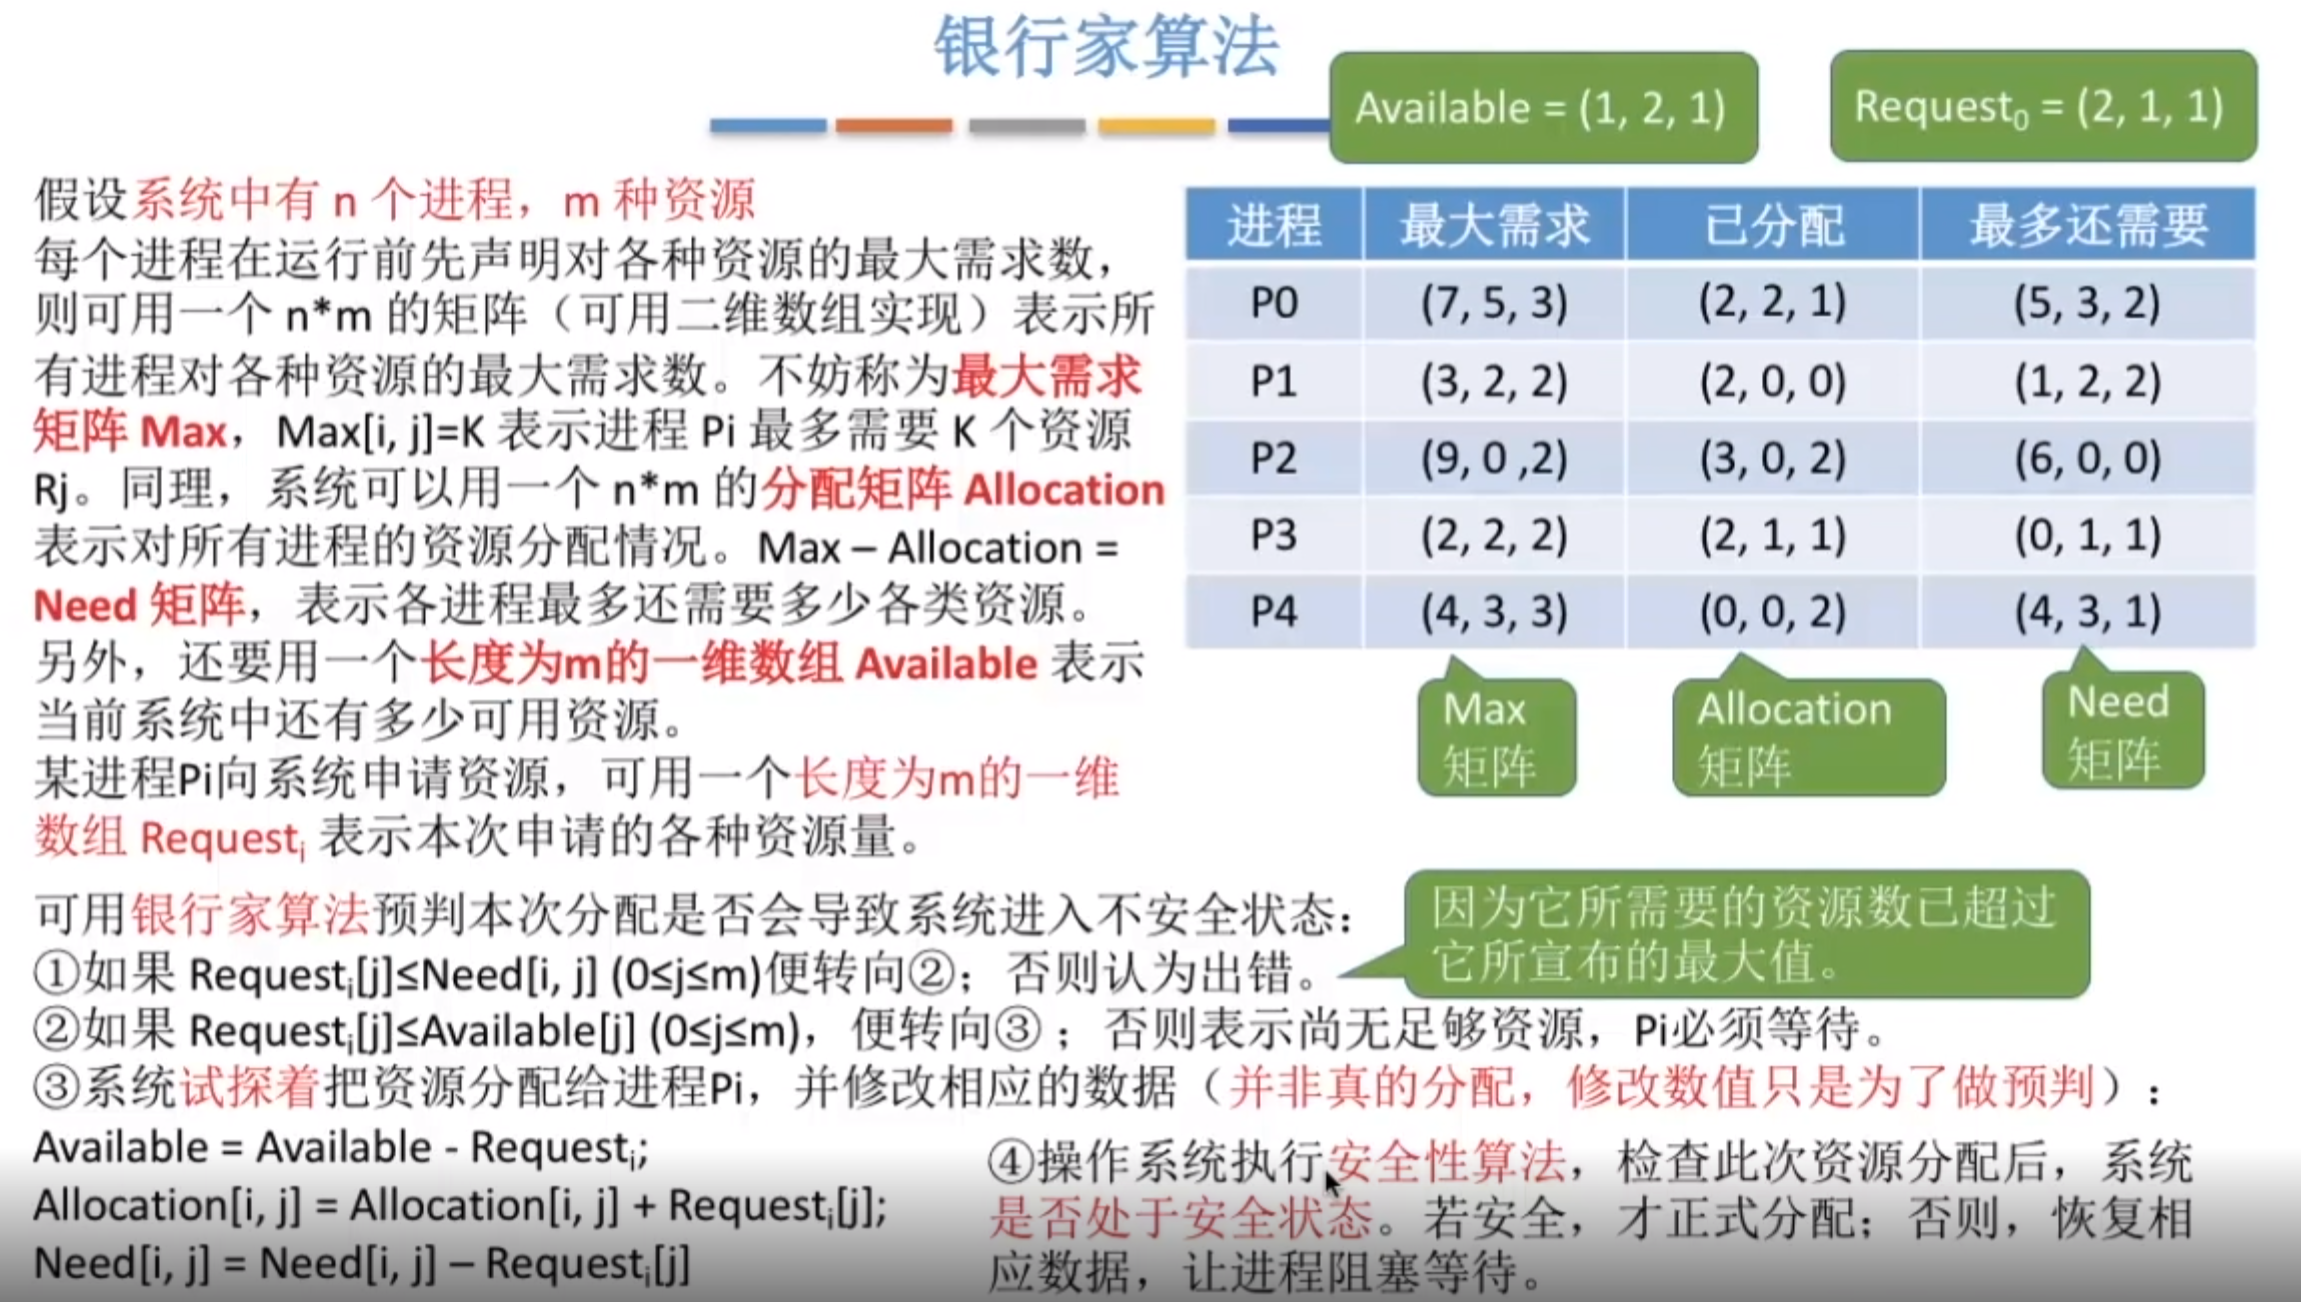 银行家算法
Available = (1, 2, 1)
Request₀ = (2, 1, 1)
假设系统中有 n 个进程，m 种资源
每个进程在运行前先声明对各种资源的最大需求数，
则可用一个 n*m 的矩阵（可用二维数组实现）表示所
有进程对各种资源的最大需求数。不妨称为最大需求
矩阵 Max，Max[i, j]=K 表示进程 Pi 最多需要 K 个资源
Rj。同理，系统可以用一个 n*m 的分配矩阵 Allocation
表示对所有进程的资源分配情况。Max – Allocation =
Need 矩阵，表示各进程最多还需要多少各类资源。
另外，还要用一个长度为m的一维数组 Available 表示
当前系统中还有多少可用资源。
某进程Pi向系统申请资源，可用一个长度为m的一维
数组 Requestᵢ 表示本次申请的各种资源量。
进程 最大需求 已分配 最多还需要
P0 (7, 5, 3) (2, 2, 1) (5, 3, 2)
P1 (3, 2, 2) (2, 0, 0) (1, 2, 2)
P2 (9, 0 ,2) (3, 0, 2) (6, 0, 0)
P3 (2, 2, 2) (2, 1, 1) (0, 1, 1)
P4 (4, 3, 3) (0, 0, 2) (4, 3, 1)
Max
矩阵
Allocation
矩阵
Need
矩阵
可用银行家算法预判本次分配是否会导致系统进入不安全状态：
①如果 Requestᵢ[j]≤Need[i, j] (0≤j≤m)便转向②；否则认为出错。
因为它所需要的资源数已超过
它所宣布的最大值。
②如果 Requestᵢ[j]≤Available[j] (0≤j≤m)，便转向③；否则表示尚无足够资源，Pi必须等待。
③系统试探着把资源分配给进程Pi，并修改相应的数据（并非真的分配，修改数值只是为了做预判）：
Available = Available - Requestᵢ;
Allocation[i, j] = Allocation[i, j] + Requestᵢ[j];
Need[i, j] = Need[i, j] – Requestᵢ[j]
④操作系统执行安全性算法，检查此次资源分配后，系统
是否处于安全状态。若安全，才正式分配；否则，恢复相
应数据，让进程阻塞等待。